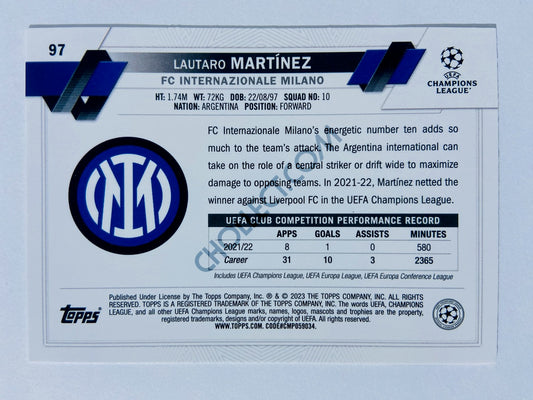 97
LAUTARO MARTÍNEZ
FC INTERNAZIONALE MILANO
HT: 1.74M WT: 72KG DOB: 22/08/97 SQUAD NO: 10
NATION: ARGENTINA POSITION: FORWARD
UEFA
CHAMPIONS
LEAGUE
FC Internazionale Milano's energetic number ten adds so
much to the team's attack. The Argentina international can
take on the role of a central striker or drift wide to maximize
damage to opposing teams. In 2021-22, Martínez netted the
winner against Liverpool FC in the UEFA Champions League.
IM
UEFA CLUB COMPETITION PERFORMANCE RECORD
APPS GOALS ASSISTS MINUTES
2021/22 8 1 0 580
Career 31 10 3 2365
Includes UEFA Champions League, UEFA Europa League, UEFA Europa Conference League
CHOLLECT.COM
Topps
Published Under License by The Topps Company, Inc. ® & © 2023 THE TOPPS COMPANY, INC. ALL RIGHTS
RESERVED. TOPPS IS A REGISTERED TRADEMARK OF THE TOPPS COMPANY, INC. The words UEFA, CHAMPIONS
LEAGUE, and all other UEFA Champions League marks, names, logos, mascots and trophies are the property,
registered trademarks, designs and/or copyright of UEFA. All rights reserved.
WWW.TOPPS.COM. CODE#CMP059034.